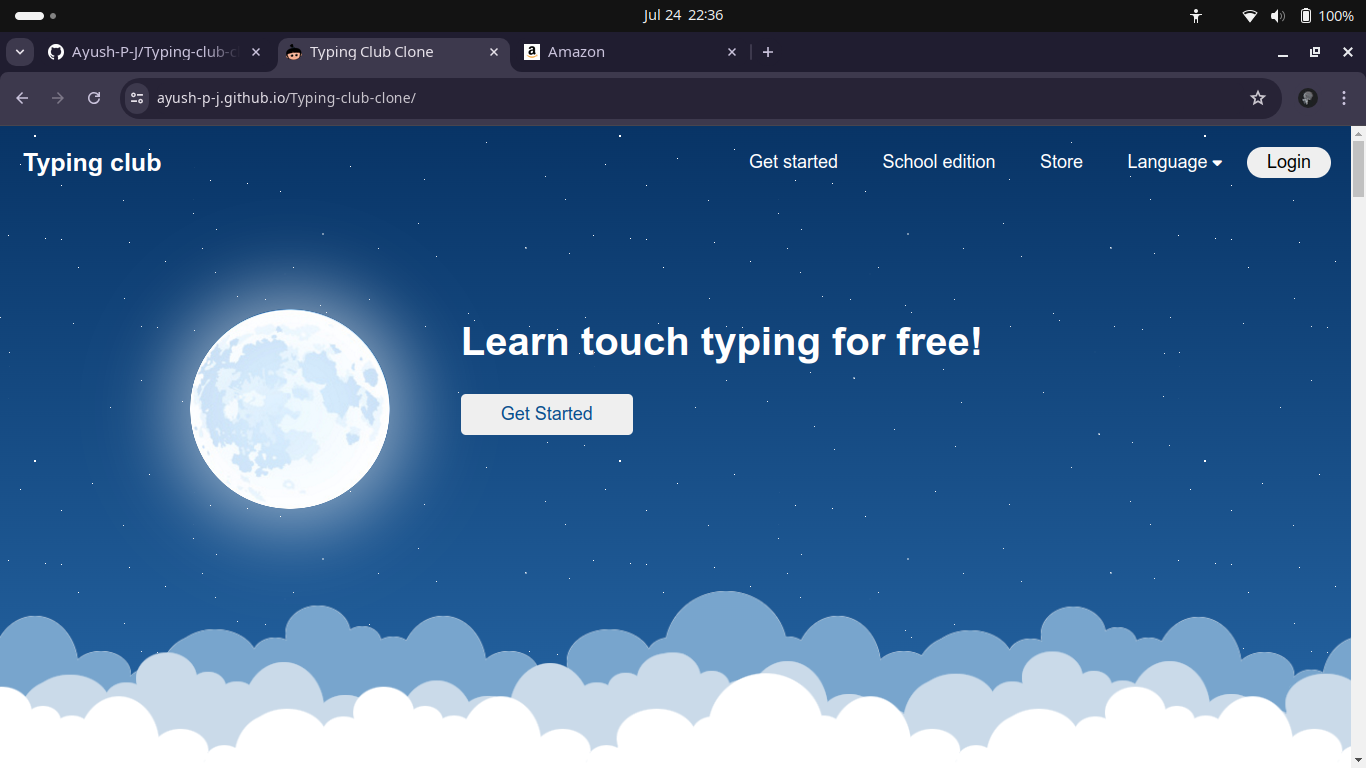 Jul 24 22:36
100%
Ayush-P-J/Typing-club-c
Typing Club Clone
Amazon
ayush-p-j.github.io/Typing-club-clone/
Typing club
Get started
School edition
Store
Language
Login
Learn touch typing for free!
Get Started